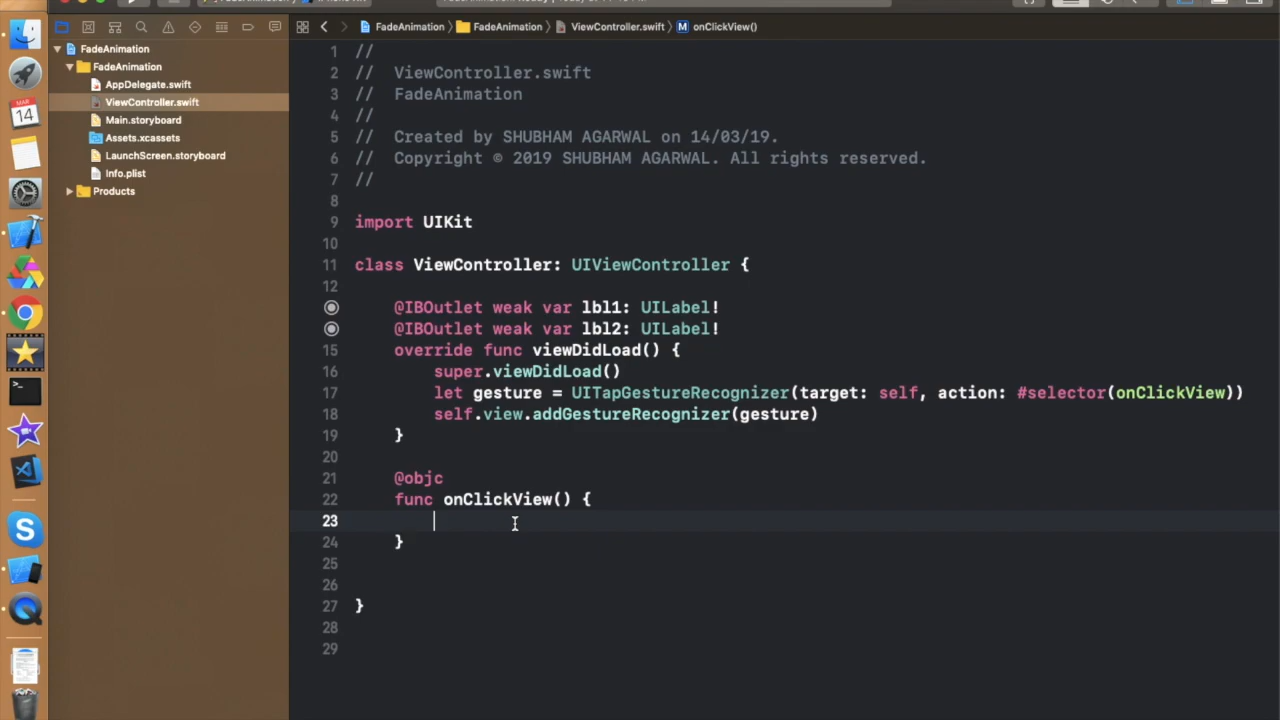 FadeAnimation
FadeAnimation
ViewController.swift
onClickView()
FadeAnimation
FadeAnimation
AppDelegate.swift
ViewController.swift
Main.storyboard
Assets.xcassets
LaunchScreen.storyboard
Info.plist
Products
MAR
14
1 //
2 // ViewController.swift
3 // FadeAnimation
4 //
5 // Created by SHUBHAM AGARWAL on 14/03/19.
6 // Copyright © 2019 SHUBHAM AGARWAL. All rights reserved.
7 //
8
9 import UIKit
10
11 class ViewController: UIViewController {
12
@IBOutlet weak var lbl1: UILabel!
@IBOutlet weak var lbl2: UILabel!
15 override func viewDidLoad() {
16 super.viewDidLoad()
17 let gesture = UITapGestureRecognizer(target: self, action: #selector(onClickView))
18 self.view.addGestureRecognizer(gesture)
19 }
20
21 @objc
22 func onClickView() {
23
24 }
25
26
27 }
28
29